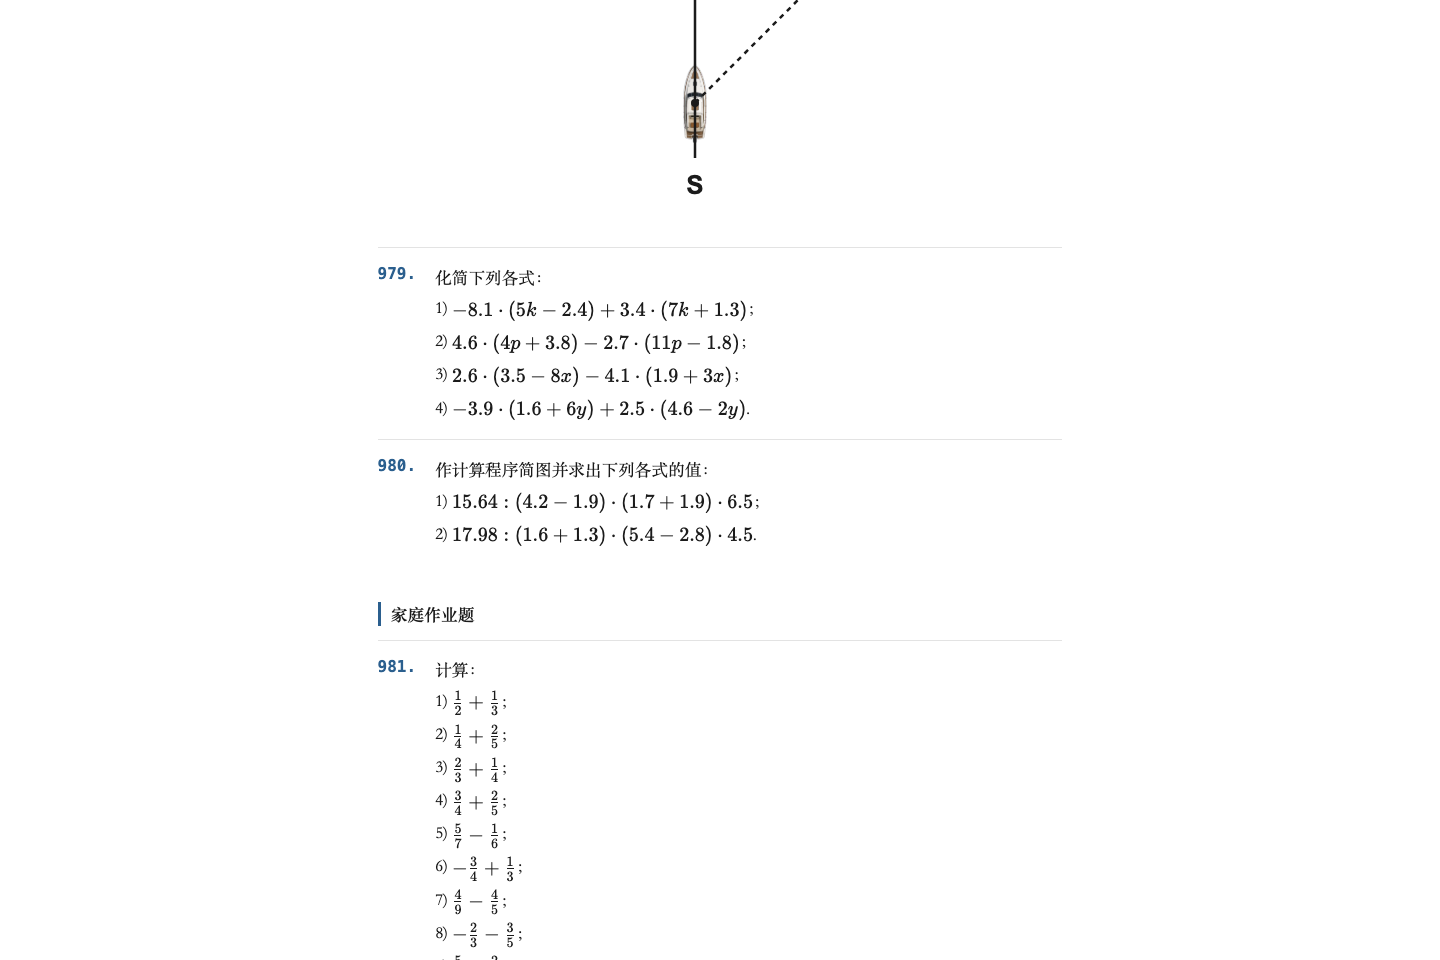 S
979. 化简下列各式：
1) −8.1 · (5k − 2.4) + 3.4 · (7k + 1.3)；
2) 4.6 · (4p + 3.8) − 2.7 · (11p − 1.8)；
3) 2.6 · (3.5 − 8x) − 4.1 · (1.9 + 3x)；
4) −3.9 · (1.6 + 6y) + 2.5 · (4.6 − 2y).
980. 作计算程序简图并求出下列各式的值：
1) 15.64 : (4.2 − 1.9) · (1.7 + 1.9) · 6.5；
2) 17.98 : (1.6 + 1.3) · (5.4 − 2.8) · 4.5.
家庭作业题
981. 计算：
1) 1/2 + 1/3；
2) 1/4 + 2/5；
3) 2/3 + 1/4；
4) 3/4 + 2/5；
5) 5/7 − 1/6；
6) −3/4 + 1/3；
7) 4/9 − 4/5；
8) −2/3 − 3/5；